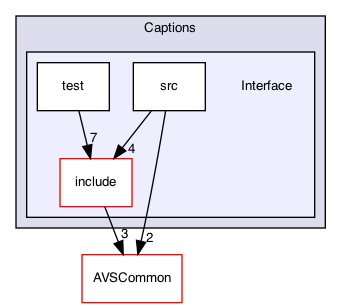 Captions
test
src
Interface
7
4
include
3
2
AVSCommon